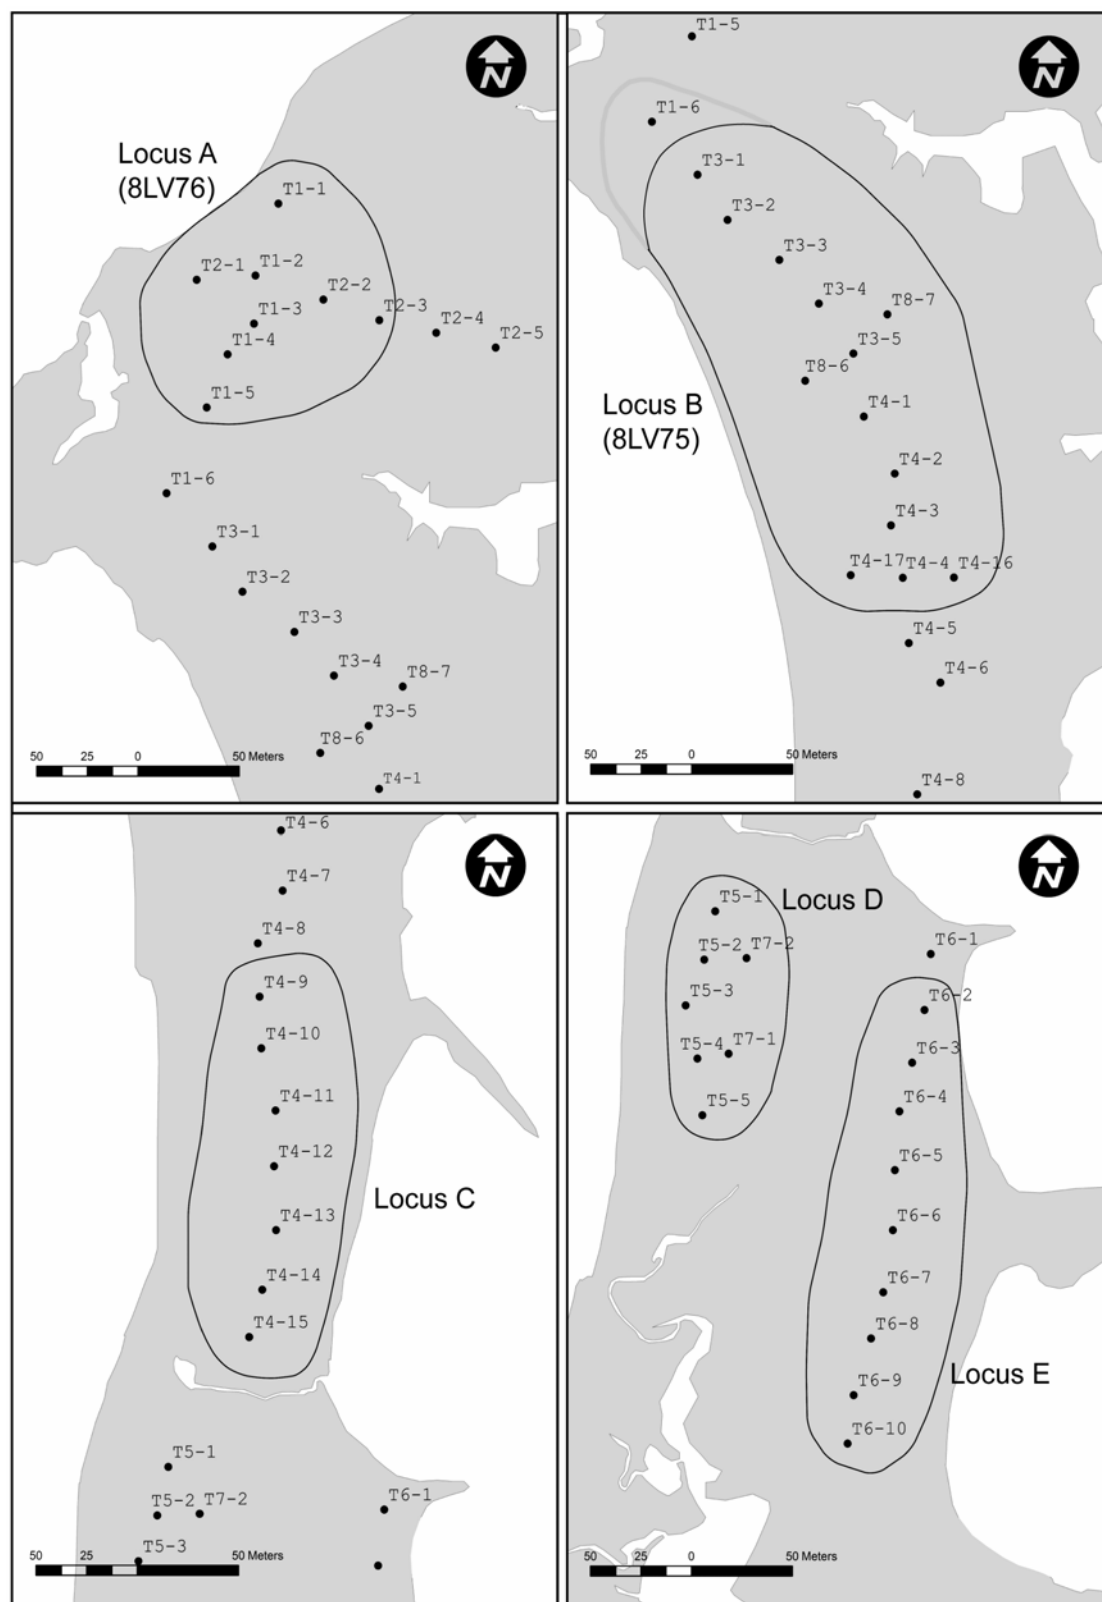 N
Locus A
(8LV76)
T1-1
T2-1
T1-2
T2-2
T1-3
T2-3
T2-4
T2-5
T1-4
T1-5
T1-6
T3-1
T3-2
T3-3
T3-4
T8-7
T3-5
T8-6
T4-1
50 25 0 50 Meters
T1-5
N
T1-6
T3-1
T3-2
T3-3
T3-4
T8-7
T3-5
T8-6
Locus B
(8LV75)
T4-1
T4-2
T4-3
T4-17
T4-4
T4-16
T4-5
T4-6
50 25 0 50 Meters
T4-8
T4-6
N
T4-7
T4-8
T4-9
T4-10
T4-11
T4-12
T4-13
Locus C
T4-14
T4-15
T5-1
T5-2
T7-2
T6-1
T5-3
50 25 50 Meters
N
T5-1
Locus D
T5-2
T7-2
T6-1
T5-3
T6-2
T5-4
T7-1
T6-3
T5-5
T6-4
T6-5
T6-6
T6-7
T6-8
Locus E
T6-9
T6-10
50 25 0 50 Meters